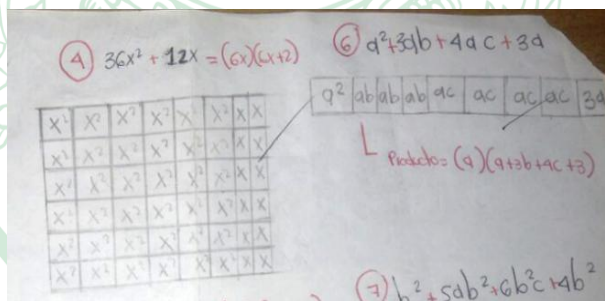 4 36x² + 12x = (6x)(6x+2)
x² x² x² x² x² x² x x
x² x² x² x² x² x² x x
x² x² x² x² x² x² x x
x² x² x² x² x² x² x x
x² x² x² x² x² x² x x
x² x² x² x² x² x² x x
6 a²+3ab+4ac+3a
a² ab ab ab ac ac ac ac 3a
Producto=(a)(a+3b+4c+3)
7 b²+5ab²+6b²c+4b²